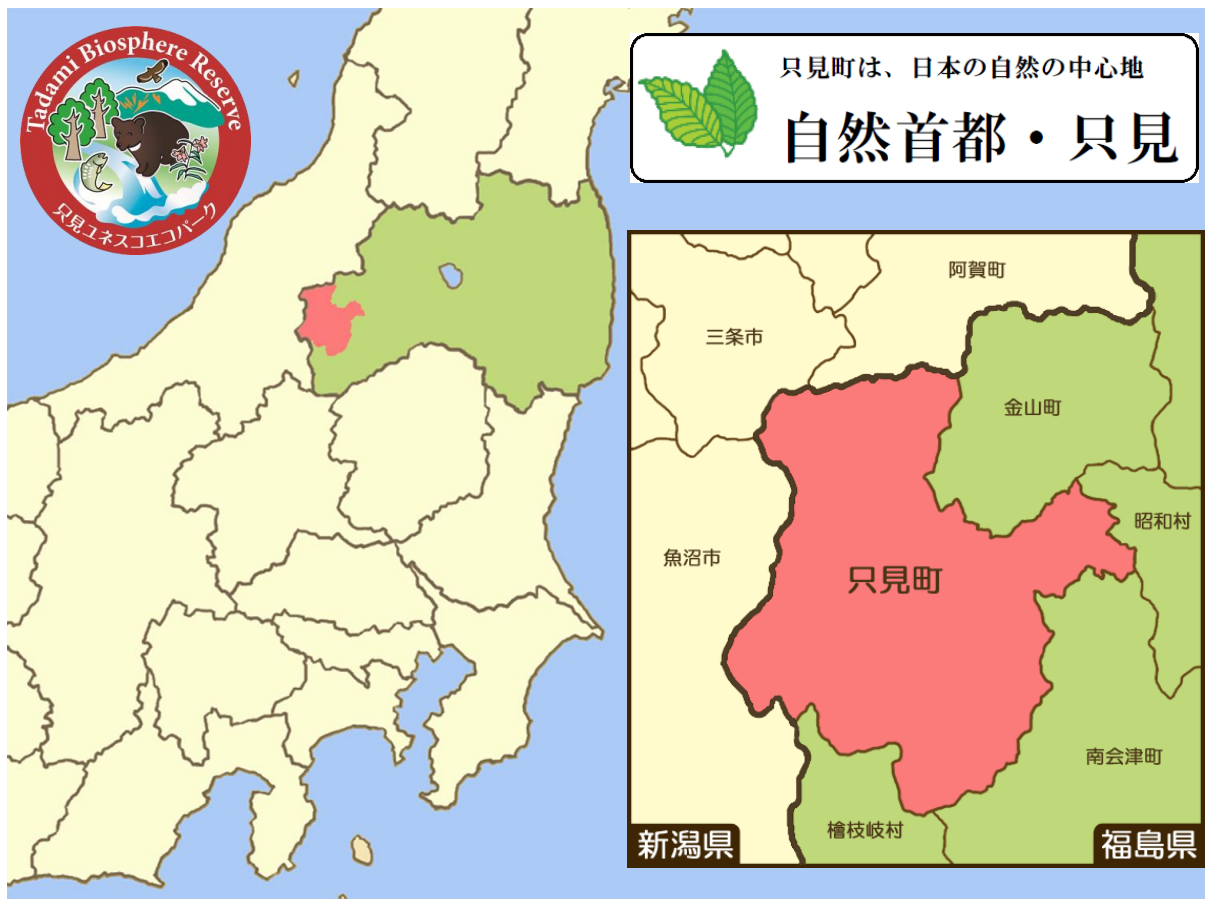 Tadami Biosphere Reserve
只見ユネスコエコパーク
只見町は、日本の自然の中心地
自然首都・只見
阿賀町
三条市
金山町
昭和村
魚沼市
只見町
南会津町
檜枝岐村
新潟県
福島県